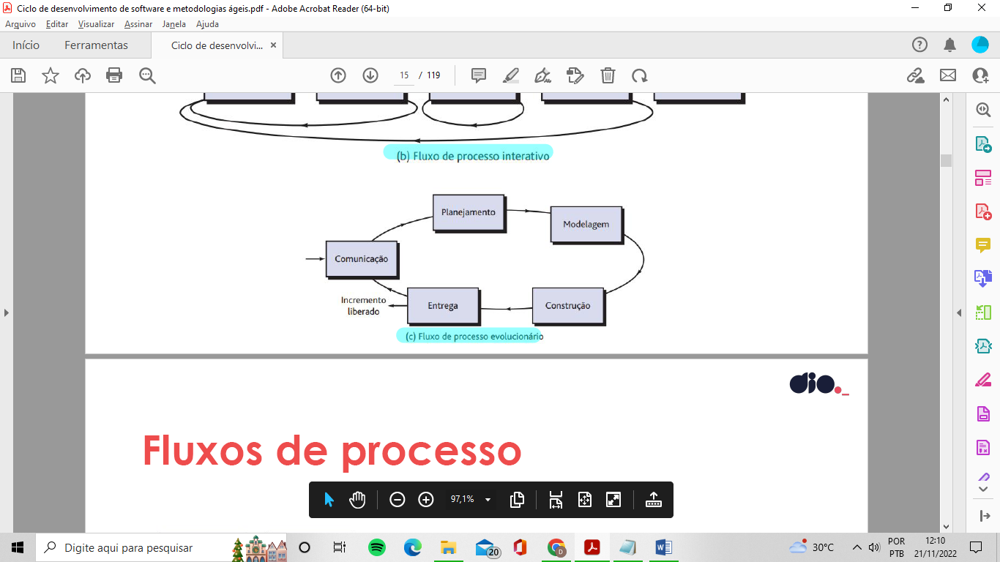 Ciclo de desenvolvimento de software e metodologias ágeis.pdf - Adobe Acrobat Reader (64-bit)
Arquivo Editar Visualizar Assinar Janela Ajuda
Início Ferramentas Ciclo de desenvolvi... ×
15 / 119
(b) Fluxo de processo interativo
Planejamento
Modelagem
Comunicação
Incremento
liberado
Entrega
Construção
(c) Fluxo de processo evolucionário
dio
Fluxos de processo
97,1%
Digite aqui para pesquisar
20
D
30°C
POR
PTB
12:10
21/11/2022